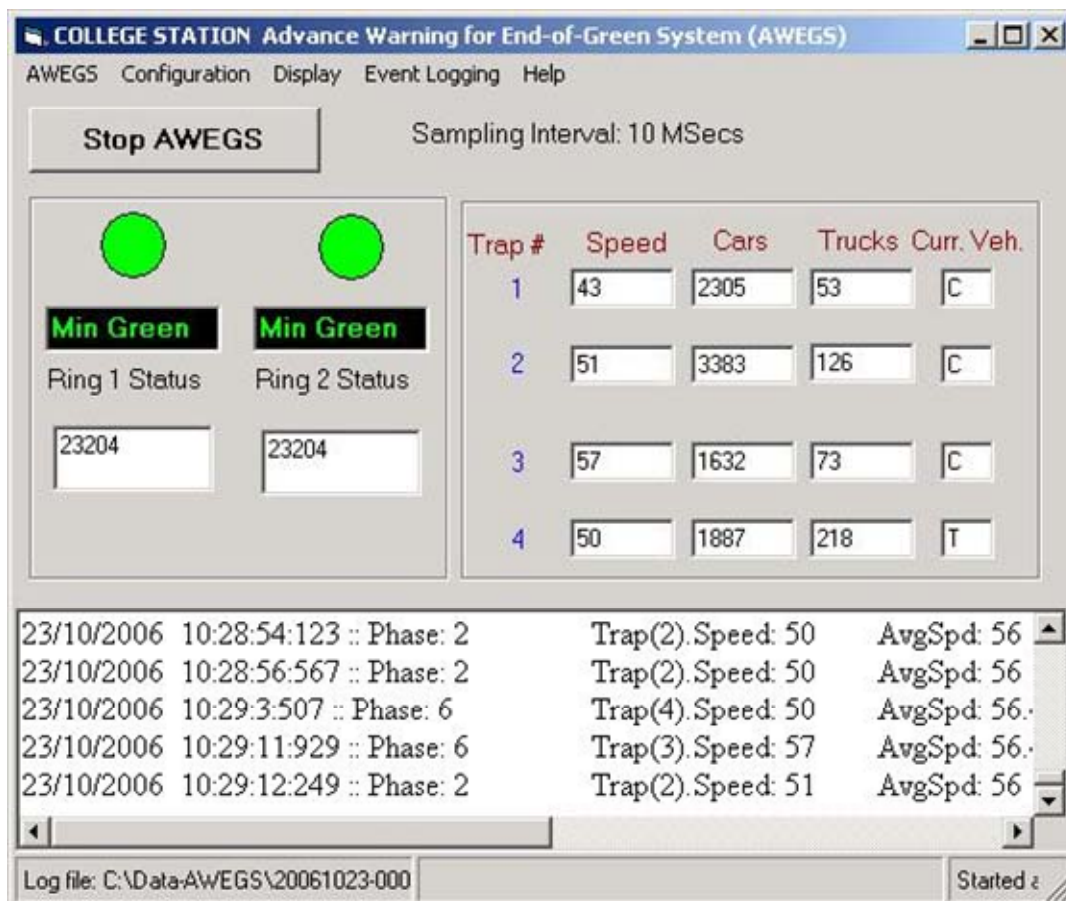 COLLEGE STATION Advance Warning for End-of-Green System (AWEGS)
AWEGS Configuration Display Event Logging Help
Stop AWEGS
Sampling Interval: 10 MSecs
Min Green Min Green
Ring 1 Status Ring 2 Status
23204 23204
Trap # Speed Cars Trucks Curr. Veh.
1 43 2305 53 C
2 51 3383 126 C
3 57 1632 73 C
4 50 1887 218 T
23/10/2006 10:28:54:123 :: Phase: 2 Trap(2).Speed: 50 AvgSpd: 56
23/10/2006 10:28:56:567 :: Phase: 2 Trap(2).Speed: 50 AvgSpd: 56
23/10/2006 10:29:3:507 :: Phase: 6 Trap(4).Speed: 50 AvgSpd: 56.
23/10/2006 10:29:11:929 :: Phase: 6 Trap(3).Speed: 57 AvgSpd: 56.
23/10/2006 10:29:12:249 :: Phase: 2 Trap(2).Speed: 51 AvgSpd: 56
Log file: C:\Data-AWEGS\20061023-000 Started